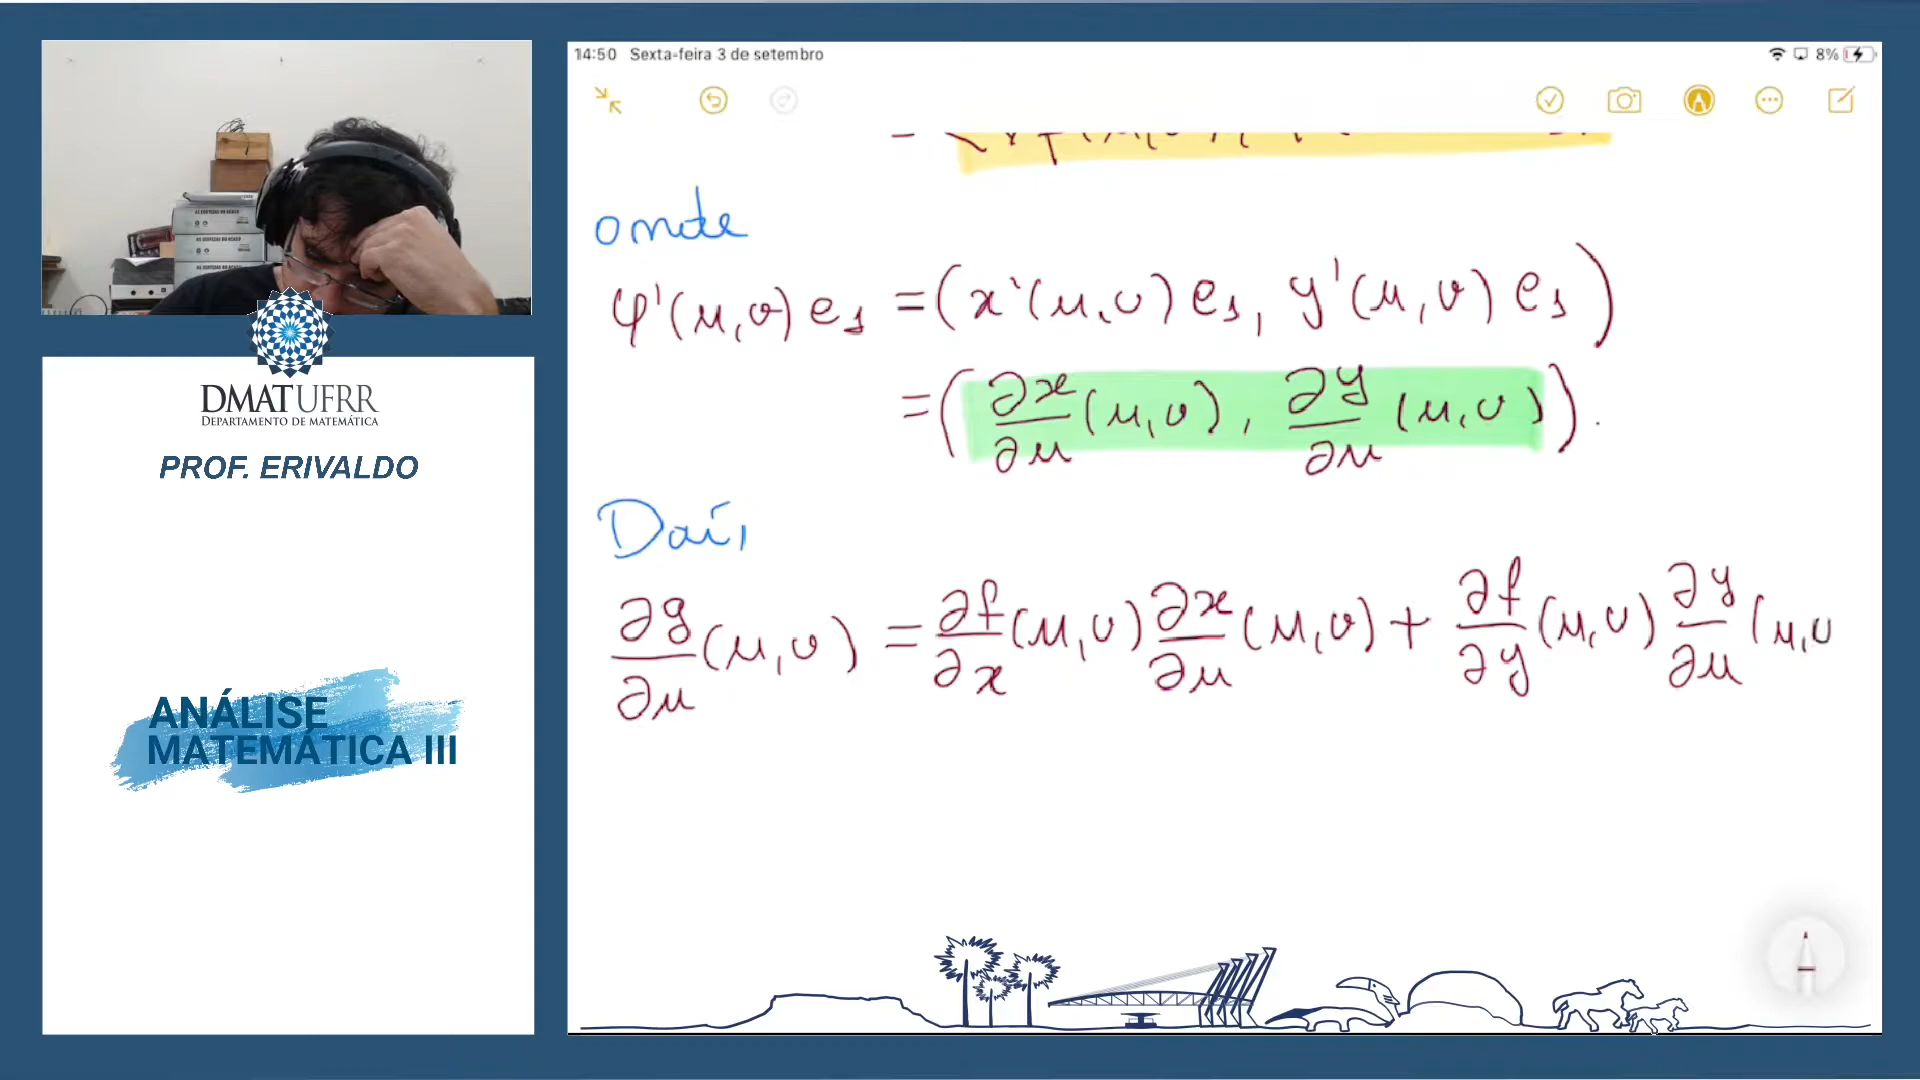 14:50 Sexta-feira 3 de setembro
8%
onde
φ'(u,v) e₁ = (x'(u,v) e₁, y'(u,v) e₁)
= (∂x/∂u (u,v), ∂y/∂u (u,v)).
Daí,
∂g/∂u (u,v) = ∂f/∂x (u,v) ∂x/∂u (u,v) + ∂f/∂y (u,v) ∂y/∂u (u,v
DMATUFRR
DEPARTAMENTO DE MATEMÁTICA
PROF. ERIVALDO
ANÁLISE
MATEMÁTICA III